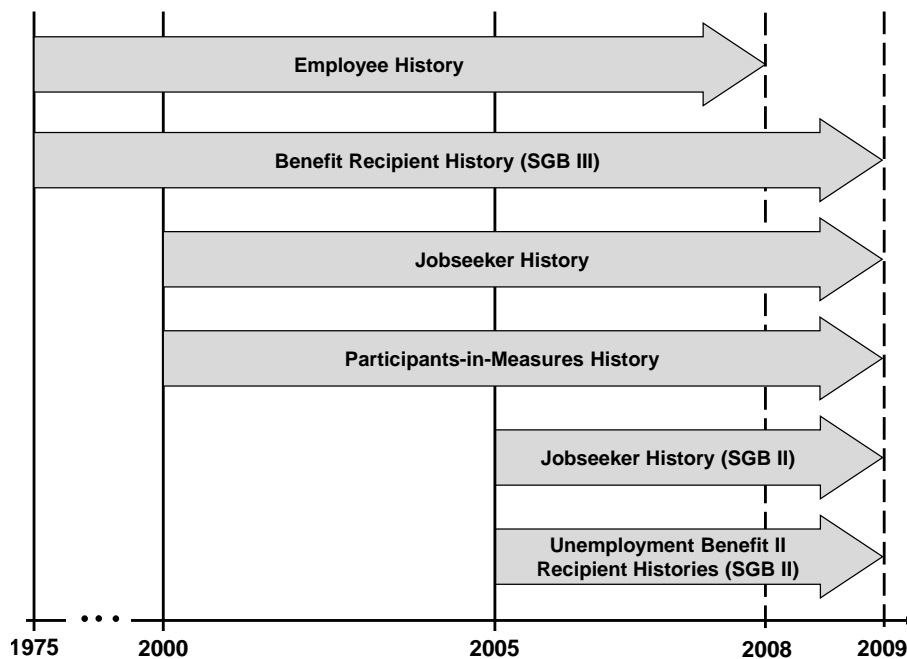 Employee History
Benefit Recipient History (SGB III)
Jobseeker History
Participants-in-Measures History
Jobseeker History (SGB II)
Unemployment Benefit II
Recipient Histories (SGB II)
1975 2000 2005 2008 2009